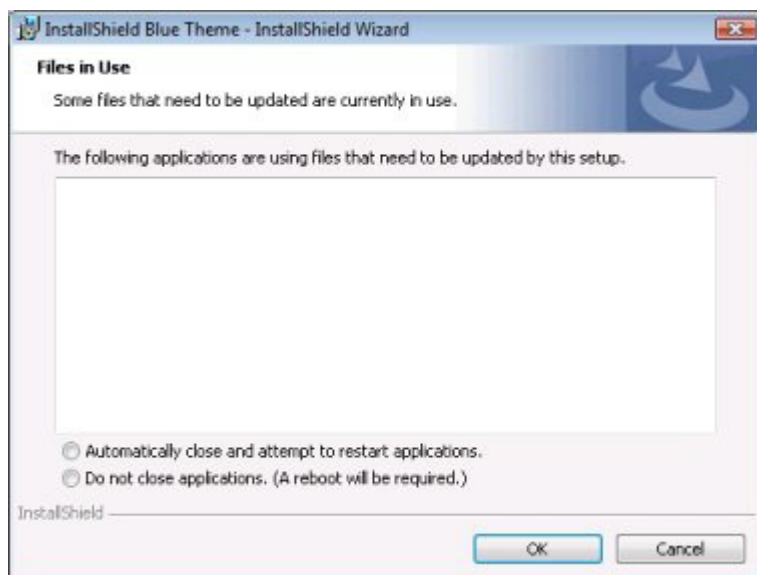 InstallShield Blue Theme - InstallShield Wizard
Files in Use
Some files that need to be updated are currently in use.
The following applications are using files that need to be updated by this setup.
Automatically close and attempt to restart applications.
Do not close applications. (A reboot will be required.)
InstallShield
OK Cancel